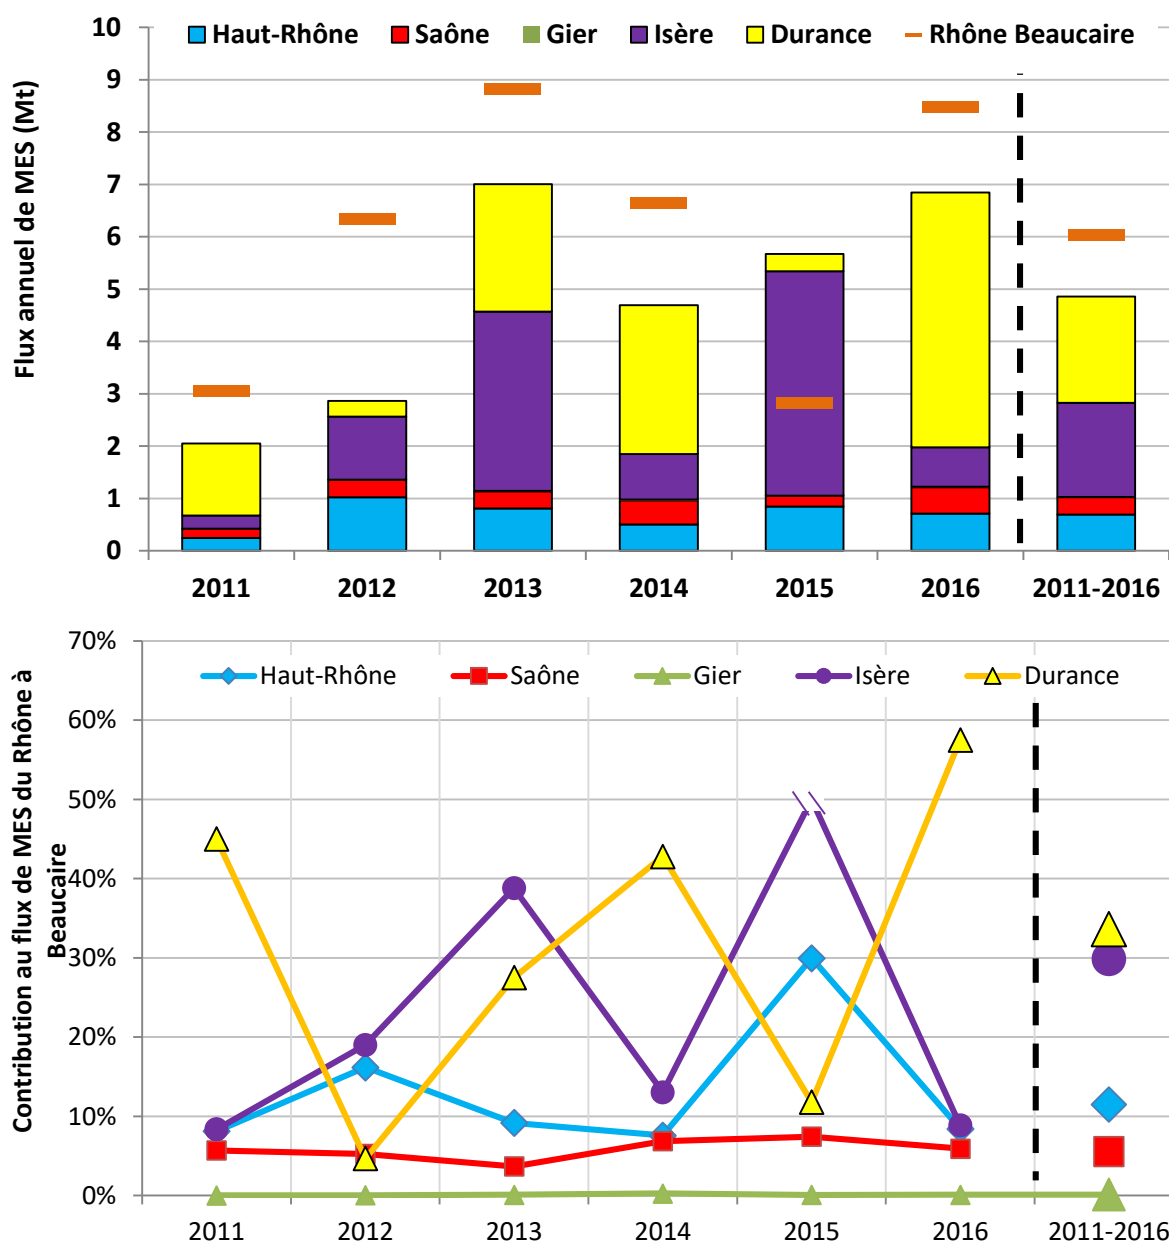 Flux annuel de MES (Mt)
10
9
8
7
6
5
4
3
2
1
0
Haut-Rhône Saône Gier Isère Durance Rhône Beaucaire
2011 2012 2013 2014 2015 2016 2011-2016
Contribution au flux de MES du Rhône à
Beaucaire
70%
60%
50%
40%
30%
20%
10%
0%
Haut-Rhône Saône Gier Isère Durance
2011 2012 2013 2014 2015 2016 2011-2016